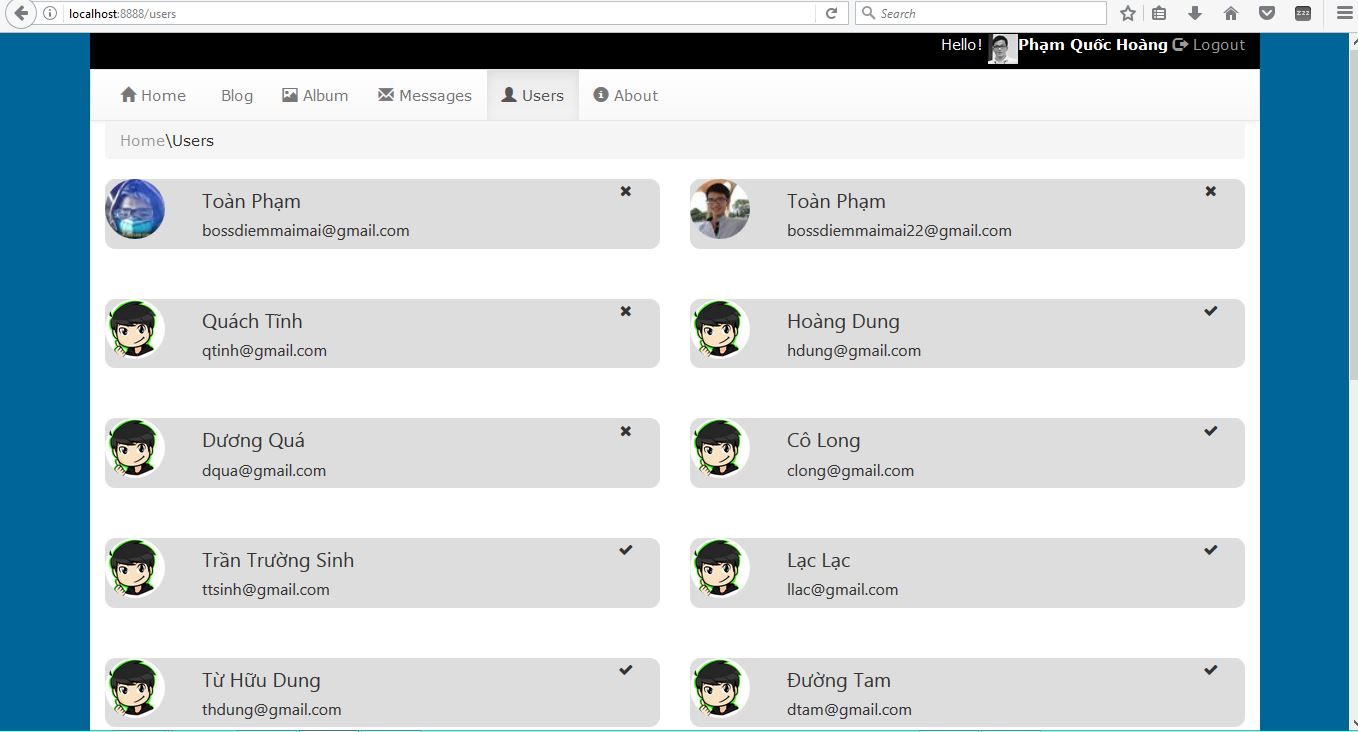 localhost:8888/users
Search
Hello! Phạm Quốc Hoàng Logout
Home Blog Album Messages Users About
Home\Users
Toàn Phạm
bossdiemmaimai@gmail.com
Toàn Phạm
bossdiemmaimai22@gmail.com
Quách Tĩnh
qtinh@gmail.com
Hoàng Dung
hdung@gmail.com
Dương Quá
dqua@gmail.com
Cô Long
clong@gmail.com
Trần Trường Sinh
ttsinh@gmail.com
Lạc Lạc
llac@gmail.com
Từ Hữu Dung
thdung@gmail.com
Đường Tam
dtam@gmail.com